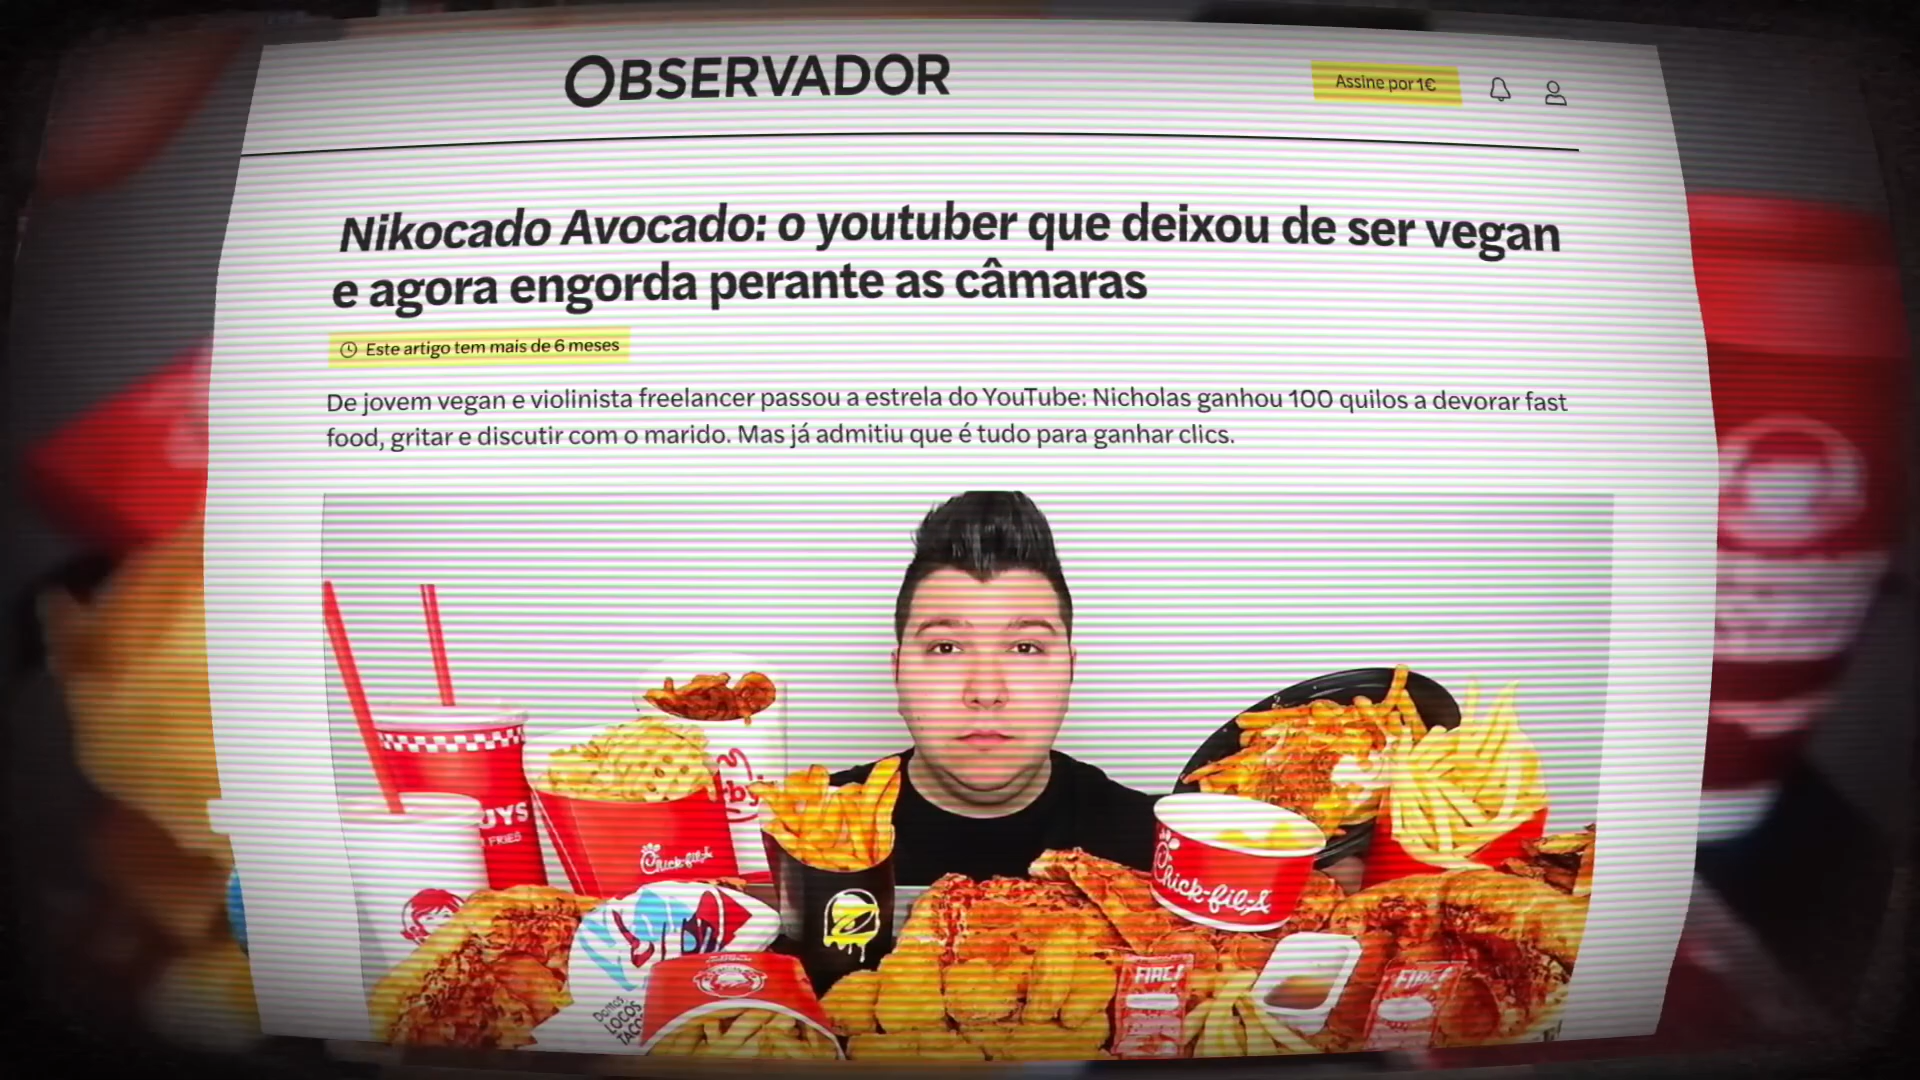 OBSERVADOR
Assine por 1€
Nikocado Avocado: o youtuber que deixou de ser vegan
e agora engorda perante as câmaras
Este artigo tem mais de 6 meses
De jovem vegan e violinista freelancer passou a estrela do YouTube: Nicholas ganhou 100 quilos a devorar fast
food, gritar e discutir com o marido. Mas já admitiu que é tudo para ganhar clics.
UYS
FRIES
Chick-fil-A
Chick-fil-A
FIRE!
FIRE!
DORITOS
LOCOS
TACO